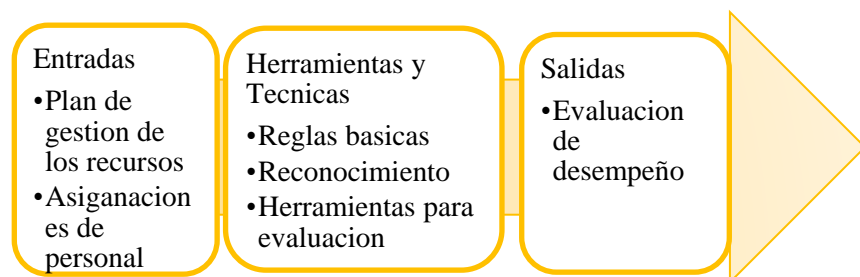 Entradas
•Plan de
gestion de
los recursos
•Asiganacion
es de
personal
Herramientas y
Tecnicas
•Reglas basicas
•Reconocimiento
•Herramientas para
evaluacion
Salidas
•Evaluacion
de
desempeño